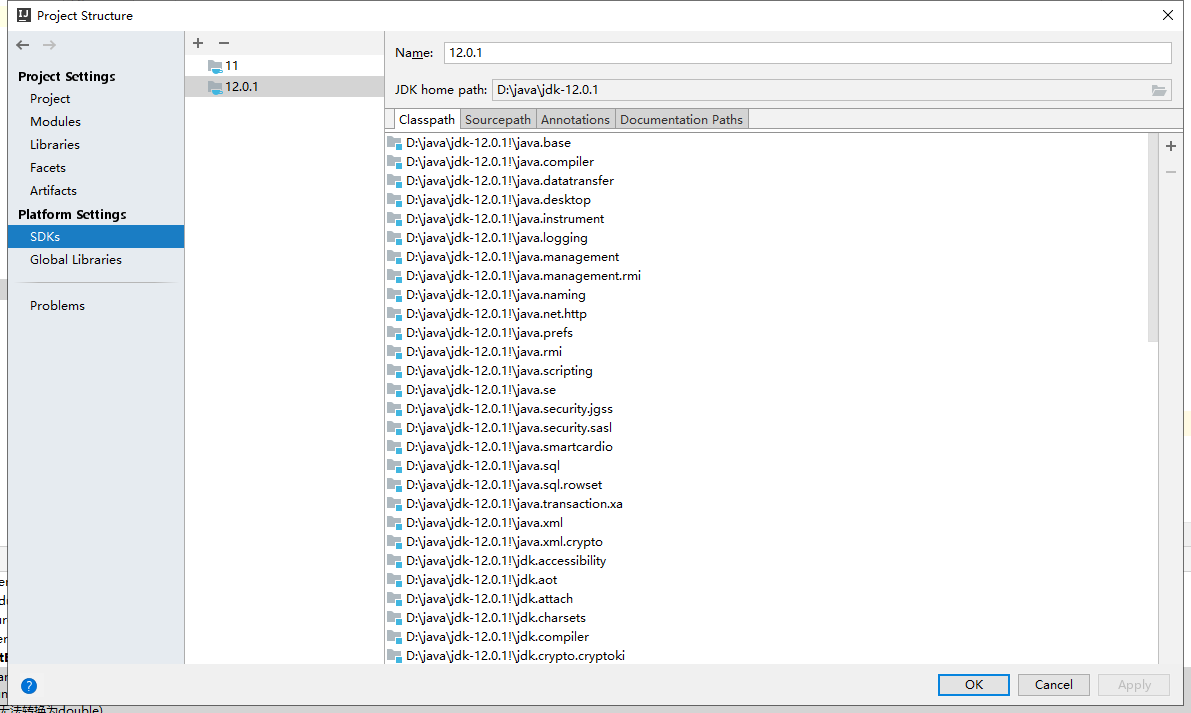 Project Structure
Project Settings
Project
Modules
Libraries
Facets
Artifacts
Platform Settings
SDKs
Global Libraries
Problems
11
12.0.1
Name: 12.0.1
JDK home path: D:\java\jdk-12.0.1
Classpath Sourcepath Annotations Documentation Paths
D:\java\jdk-12.0.1!\java.base
D:\java\jdk-12.0.1!\java.compiler
D:\java\jdk-12.0.1!\java.datatransfer
D:\java\jdk-12.0.1!\java.desktop
D:\java\jdk-12.0.1!\java.instrument
D:\java\jdk-12.0.1!\java.logging
D:\java\jdk-12.0.1!\java.management
D:\java\jdk-12.0.1!\java.management.rmi
D:\java\jdk-12.0.1!\java.naming
D:\java\jdk-12.0.1!\java.net.http
D:\java\jdk-12.0.1!\java.prefs
D:\java\jdk-12.0.1!\java.rmi
D:\java\jdk-12.0.1!\java.scripting
D:\java\jdk-12.0.1!\java.se
D:\java\jdk-12.0.1!\java.security.jgss
D:\java\jdk-12.0.1!\java.security.sasl
D:\java\jdk-12.0.1!\java.smartcardio
D:\java\jdk-12.0.1!\java.sql
D:\java\jdk-12.0.1!\java.sql.rowset
D:\java\jdk-12.0.1!\java.transaction.xa
D:\java\jdk-12.0.1!\java.xml
D:\java\jdk-12.0.1!\java.xml.crypto
D:\java\jdk-12.0.1!\jdk.accessibility
D:\java\jdk-12.0.1!\jdk.aot
D:\java\jdk-12.0.1!\jdk.attach
D:\java\jdk-12.0.1!\jdk.charsets
D:\java\jdk-12.0.1!\jdk.compiler
D:\java\jdk-12.0.1!\jdk.crypto.cryptoki
OK Cancel Apply
无法转换为double)